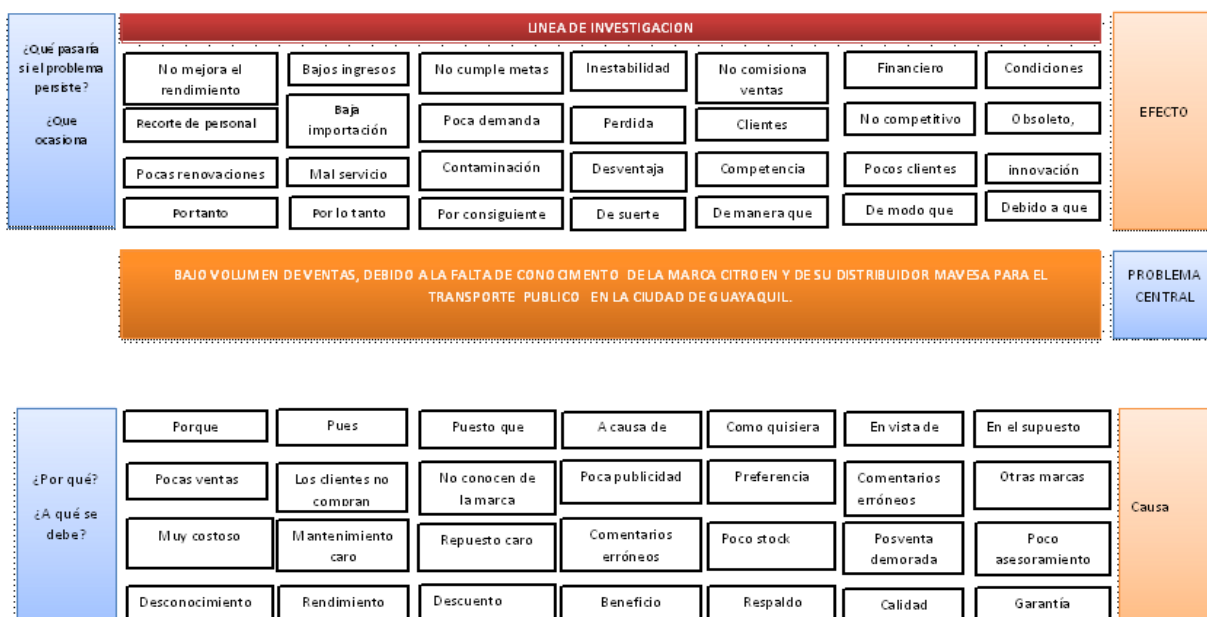 LINEA DE INVESTIGACION
¿Qué pasaría
si el problema
persiste?
¿Que
ocasiona
No mejora el
rendimiento
Bajos ingresos
No cumple metas
Inestabilidad
No comisiona
ventas
Financiero
Condiciones
Recorte de personal
Baja
importación
Poca demanda
Perdida
Clientes
No competitivo
Obsoleto,
Pocas renovaciones
Mal servicio
Contaminación
Desventaja
Competencia
Pocos clientes
innovación
Por tanto
Por lo tanto
Por consiguiente
De suerte
De manera que
De modo que
Debido a que
EFECTO
BAJO VOLUMEN DE VENTAS, DEBIDO A LA FALTA DE CONOCIMENTO DE LA MARCA CITROEN Y DE SU DISTRIBUIDOR MAVESA PARA EL
TRANSPORTE PUBLICO EN LA CIUDAD DE GUAYAQUIL.
PROBLEMA
CENTRAL
¿Por qué?
¿A qué se
debe?
Porque
Pues
Puesto que
A causa de
Como quisiera
En vista de
En el supuesto
Pocas ventas
Los clientes no
compran
No conocen de
la marca
Poca publicidad
Preferencia
Comentarios
erróneos
Otras marcas
Muy costoso
Mantenimiento
caro
Repuesto caro
Comentarios
erróneos
Poco stock
Posventa
demorada
Poco
asesoramiento
Desconocimiento
Rendimiento
Descuento
Beneficio
Respaldo
Calidad
Garantía
Causa